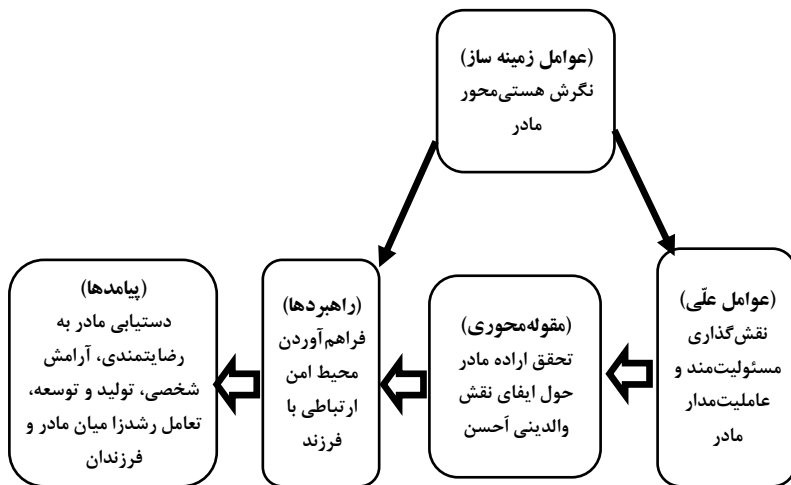 (عوامل زمینه ساز)
نگرش هستی‌محور
مادر
(عوامل علّی)
نقش‌گذاری
مسئولیت‌مند و
عاملیت‌مدار
مادر
(مقوله‌محوری)
تحقق اراده مادر
حول ایفای نقش
والدینی اَحسن
(راهبردها)
فراهم‌آوردن
محیط امن
ارتباطی با
فرزند
(پیامدها)
دستیابی مادر به
رضایتمندی، آرامش
شخصی، تولید و توسعه،
تعامل رشدزا میان مادر و
فرزندان